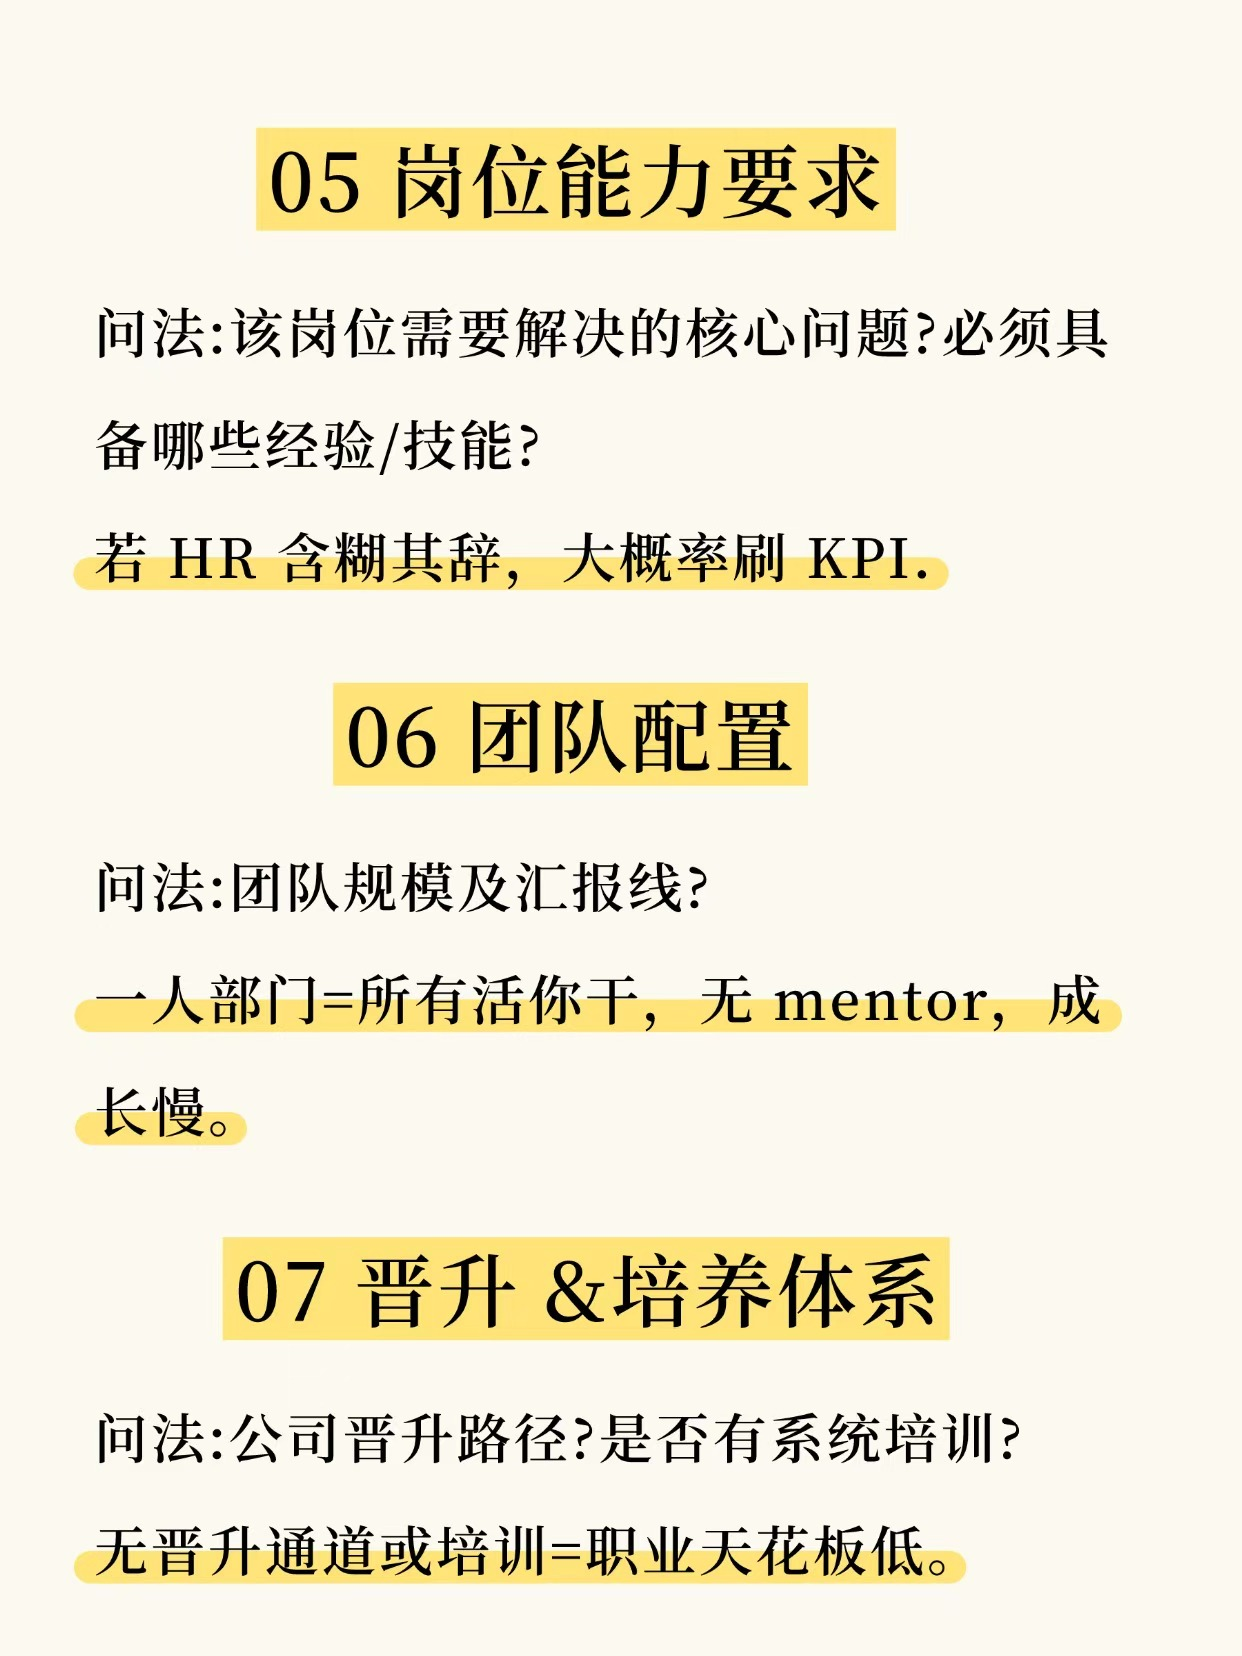 05 岗位能力要求
问法:该岗位需要解决的核心问题?必须具
备哪些经验/技能?
若 HR 含糊其辞，大概率刷 KPI.
06 团队配置
问法:团队规模及汇报线?
一人部门=所有活你干，无 mentor，成
长慢。
07 晋升 &培养体系
问法:公司晋升路径?是否有系统培训?
无晋升通道或培训=职业天花板低。